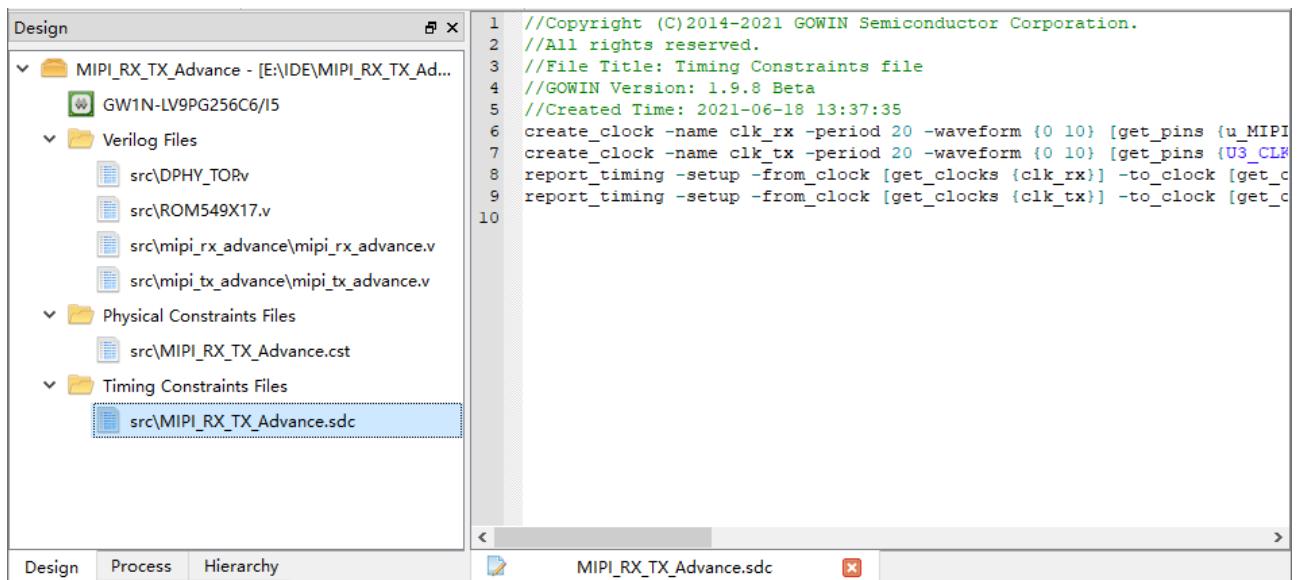 Design
MIPI_RX_TX_Advance - [E:\IDE\MIPI_RX_TX_Ad...
GW1N-LV9PG256C6/I5
Verilog Files
src\DPHY_TOP.v
src\ROM549X17.v
src\mipi_rx_advance\mipi_rx_advance.v
src\mipi_tx_advance\mipi_tx_advance.v
Physical Constraints Files
src\MIPI_RX_TX_Advance.cst
Timing Constraints Files
src\MIPI_RX_TX_Advance.sdc
Design Process Hierarchy
1 //Copyright (C)2014-2021 GOWIN Semiconductor Corporation.
2 //All rights reserved.
3 //File Title: Timing Constraints file
4 //GOWIN Version: 1.9.8 Beta
5 //Created Time: 2021-06-18 13:37:35
6 create_clock -name clk_rx -period 20 -waveform {0 10} [get_pins {u_MIPI
7 create_clock -name clk_tx -period 20 -waveform {0 10} [get_pins {U3_CLK
8 report_timing -setup -from_clock [get_clocks {clk_rx}] -to_clock [get_c
9 report_timing -setup -from_clock [get_clocks {clk_tx}] -to_clock [get_c
10
MIPI_RX_TX_Advance.sdc